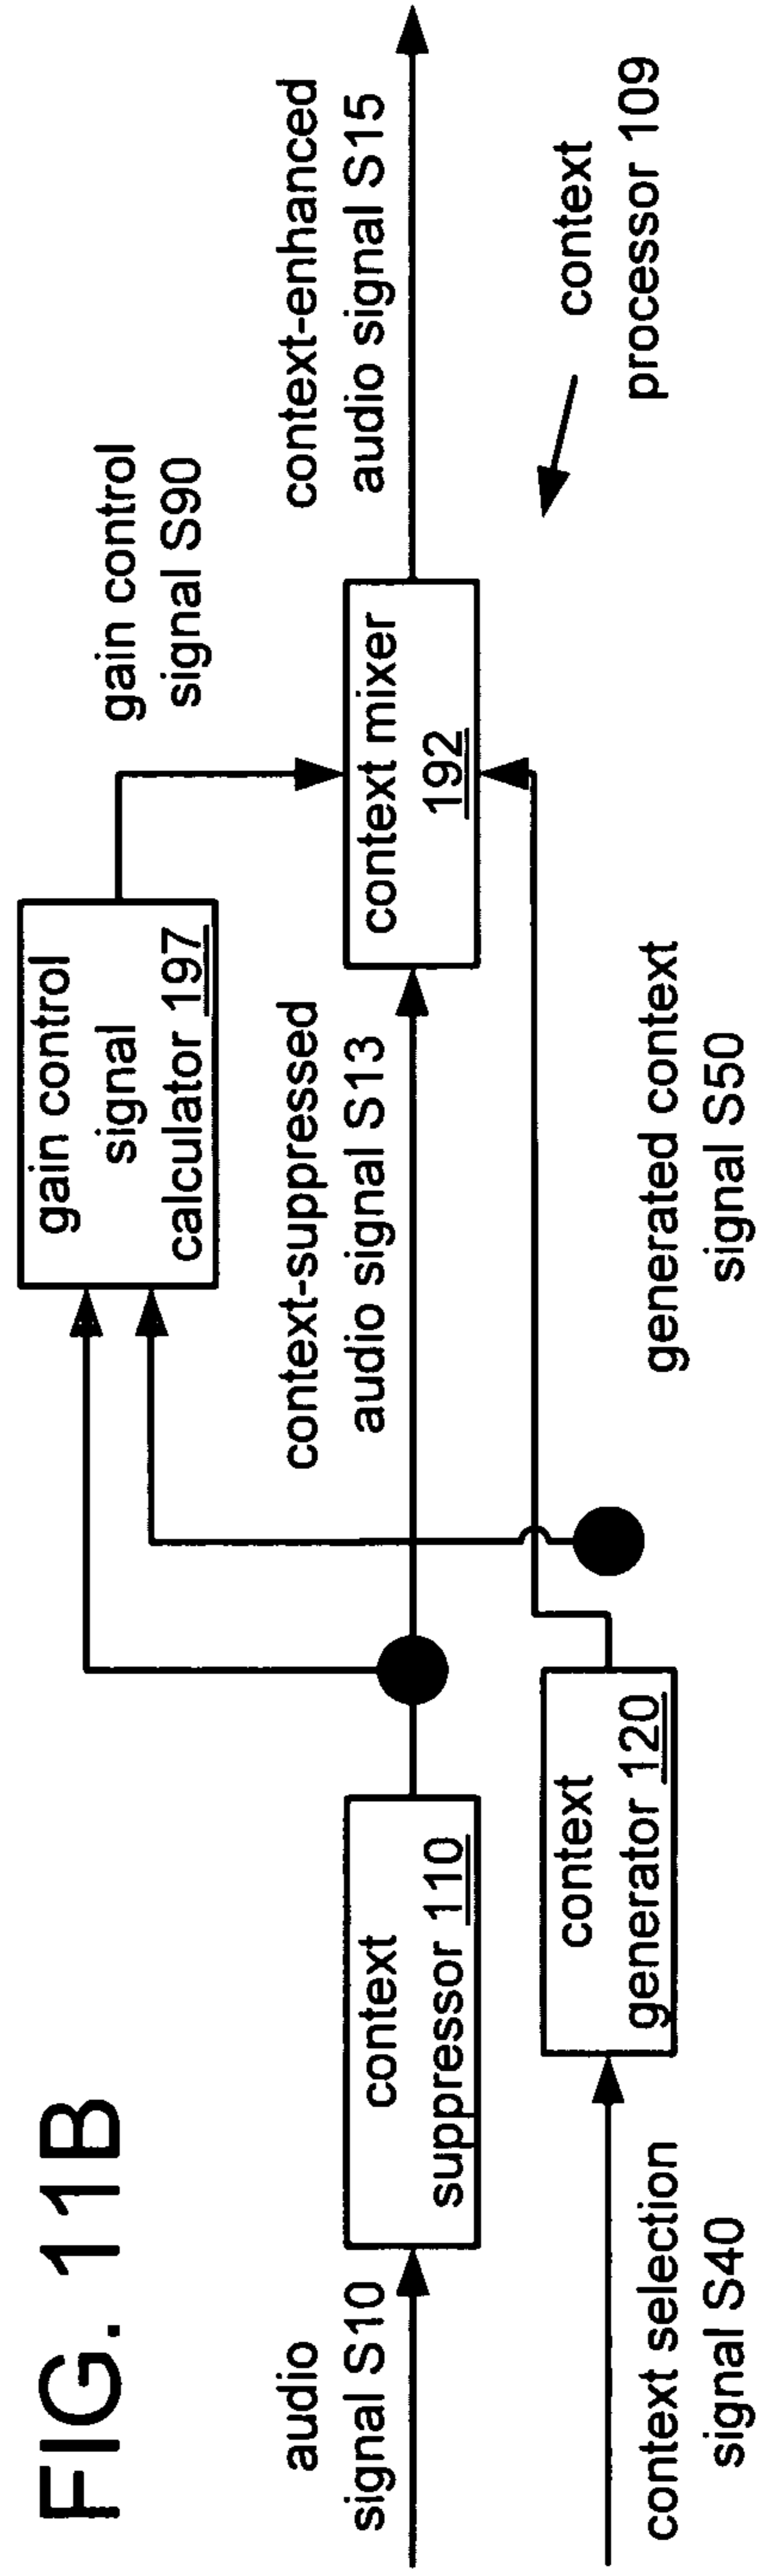 FIG. 11B
audio
signal S10
context
suppressor 110
context selection
signal S40
context
generator 120
gain control
signal
calculator 197
context-suppressed
audio signal S13
generated context
signal S50
gain control
signal S90
context mixer
192
context-enhanced
audio signal S15
context
processor 109